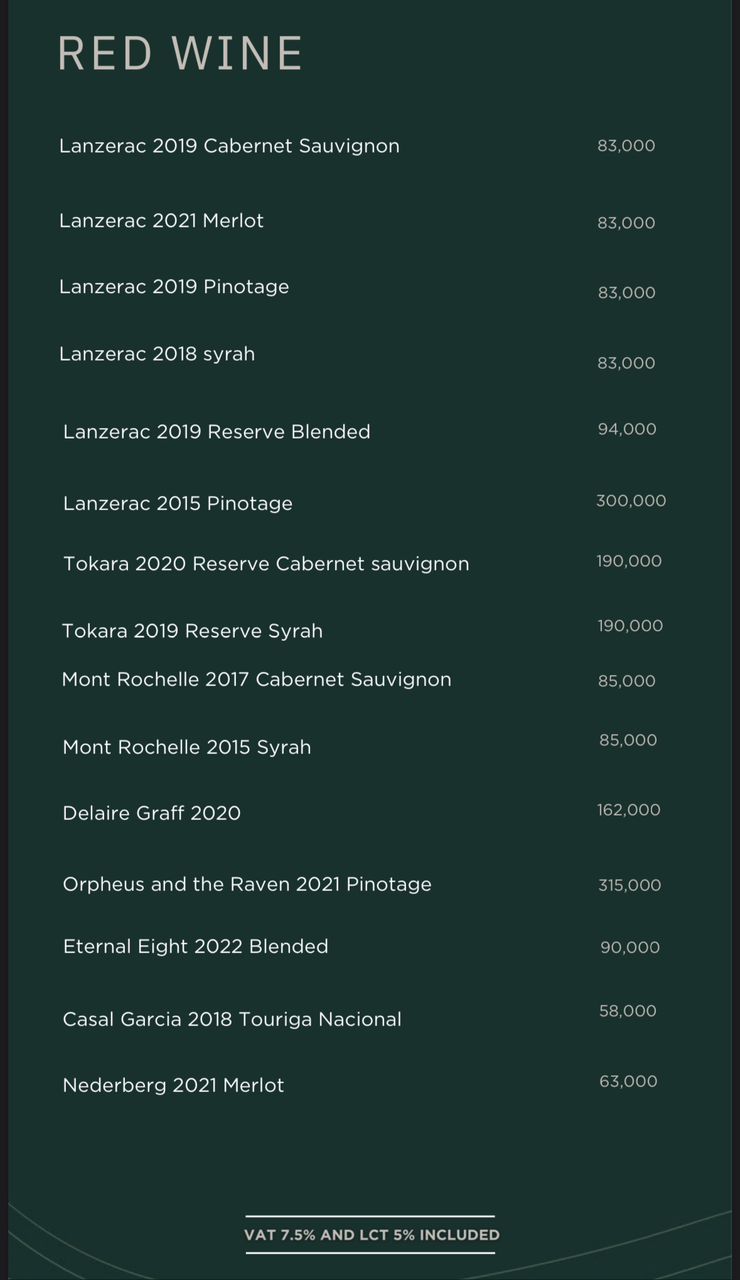 RED WINE
Lanzerac 2019 Cabernet Sauvignon 83,000
Lanzerac 2021 Merlot 83,000
Lanzerac 2019 Pinotage 83,000
Lanzerac 2018 syrah 83,000
Lanzerac 2019 Reserve Blended 94,000
Lanzerac 2015 Pinotage 300,000
Tokara 2020 Reserve Cabernet sauvignon 190,000
Tokara 2019 Reserve Syrah 190,000
Mont Rochelle 2017 Cabernet Sauvignon 85,000
Mont Rochelle 2015 Syrah 85,000
Delaire Graff 2020 162,000
Orpheus and the Raven 2021 Pinotage 315,000
Eternal Eight 2022 Blended 90,000
Casal Garcia 2018 Touriga Nacional 58,000
Nederberg 2021 Merlot 63,000
VAT 7.5% AND LCT 5% INCLUDED